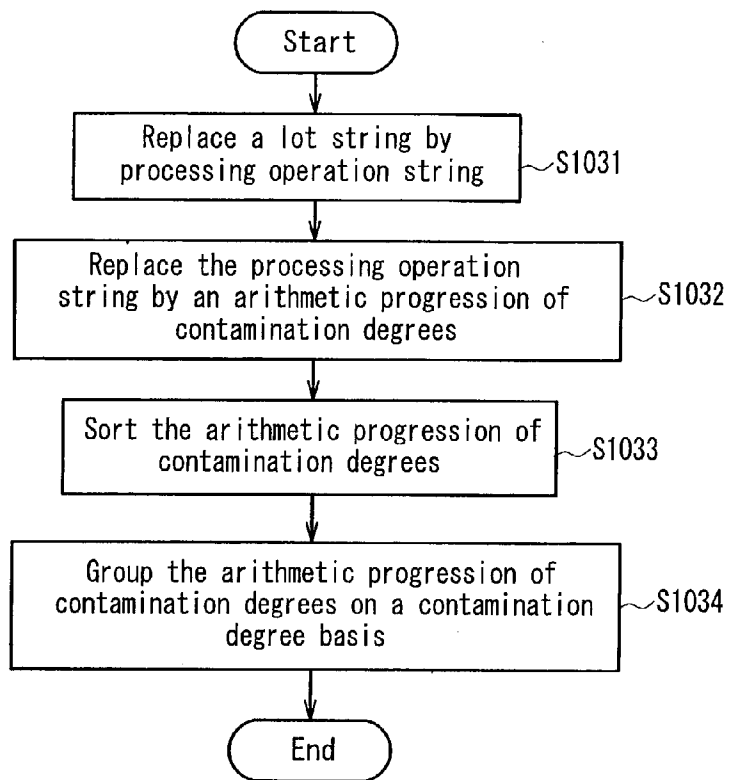 Start
Replace a lot string by
processing operation string
S1031
Replace the processing operation
string by an arithmetic progression of
contamination degrees
S1032
Sort the arithmetic progression of
contamination degrees
S1033
Group the arithmetic progression of
contamination degrees on a contamination
degree basis
S1034
End